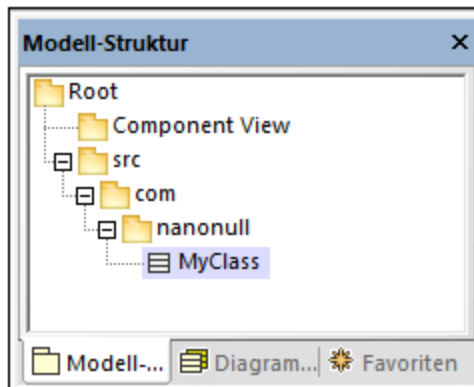 Modell-Struktur
Root
Component View
src
com
nanonull
MyClass
Modell-... Diagram... Favoriten